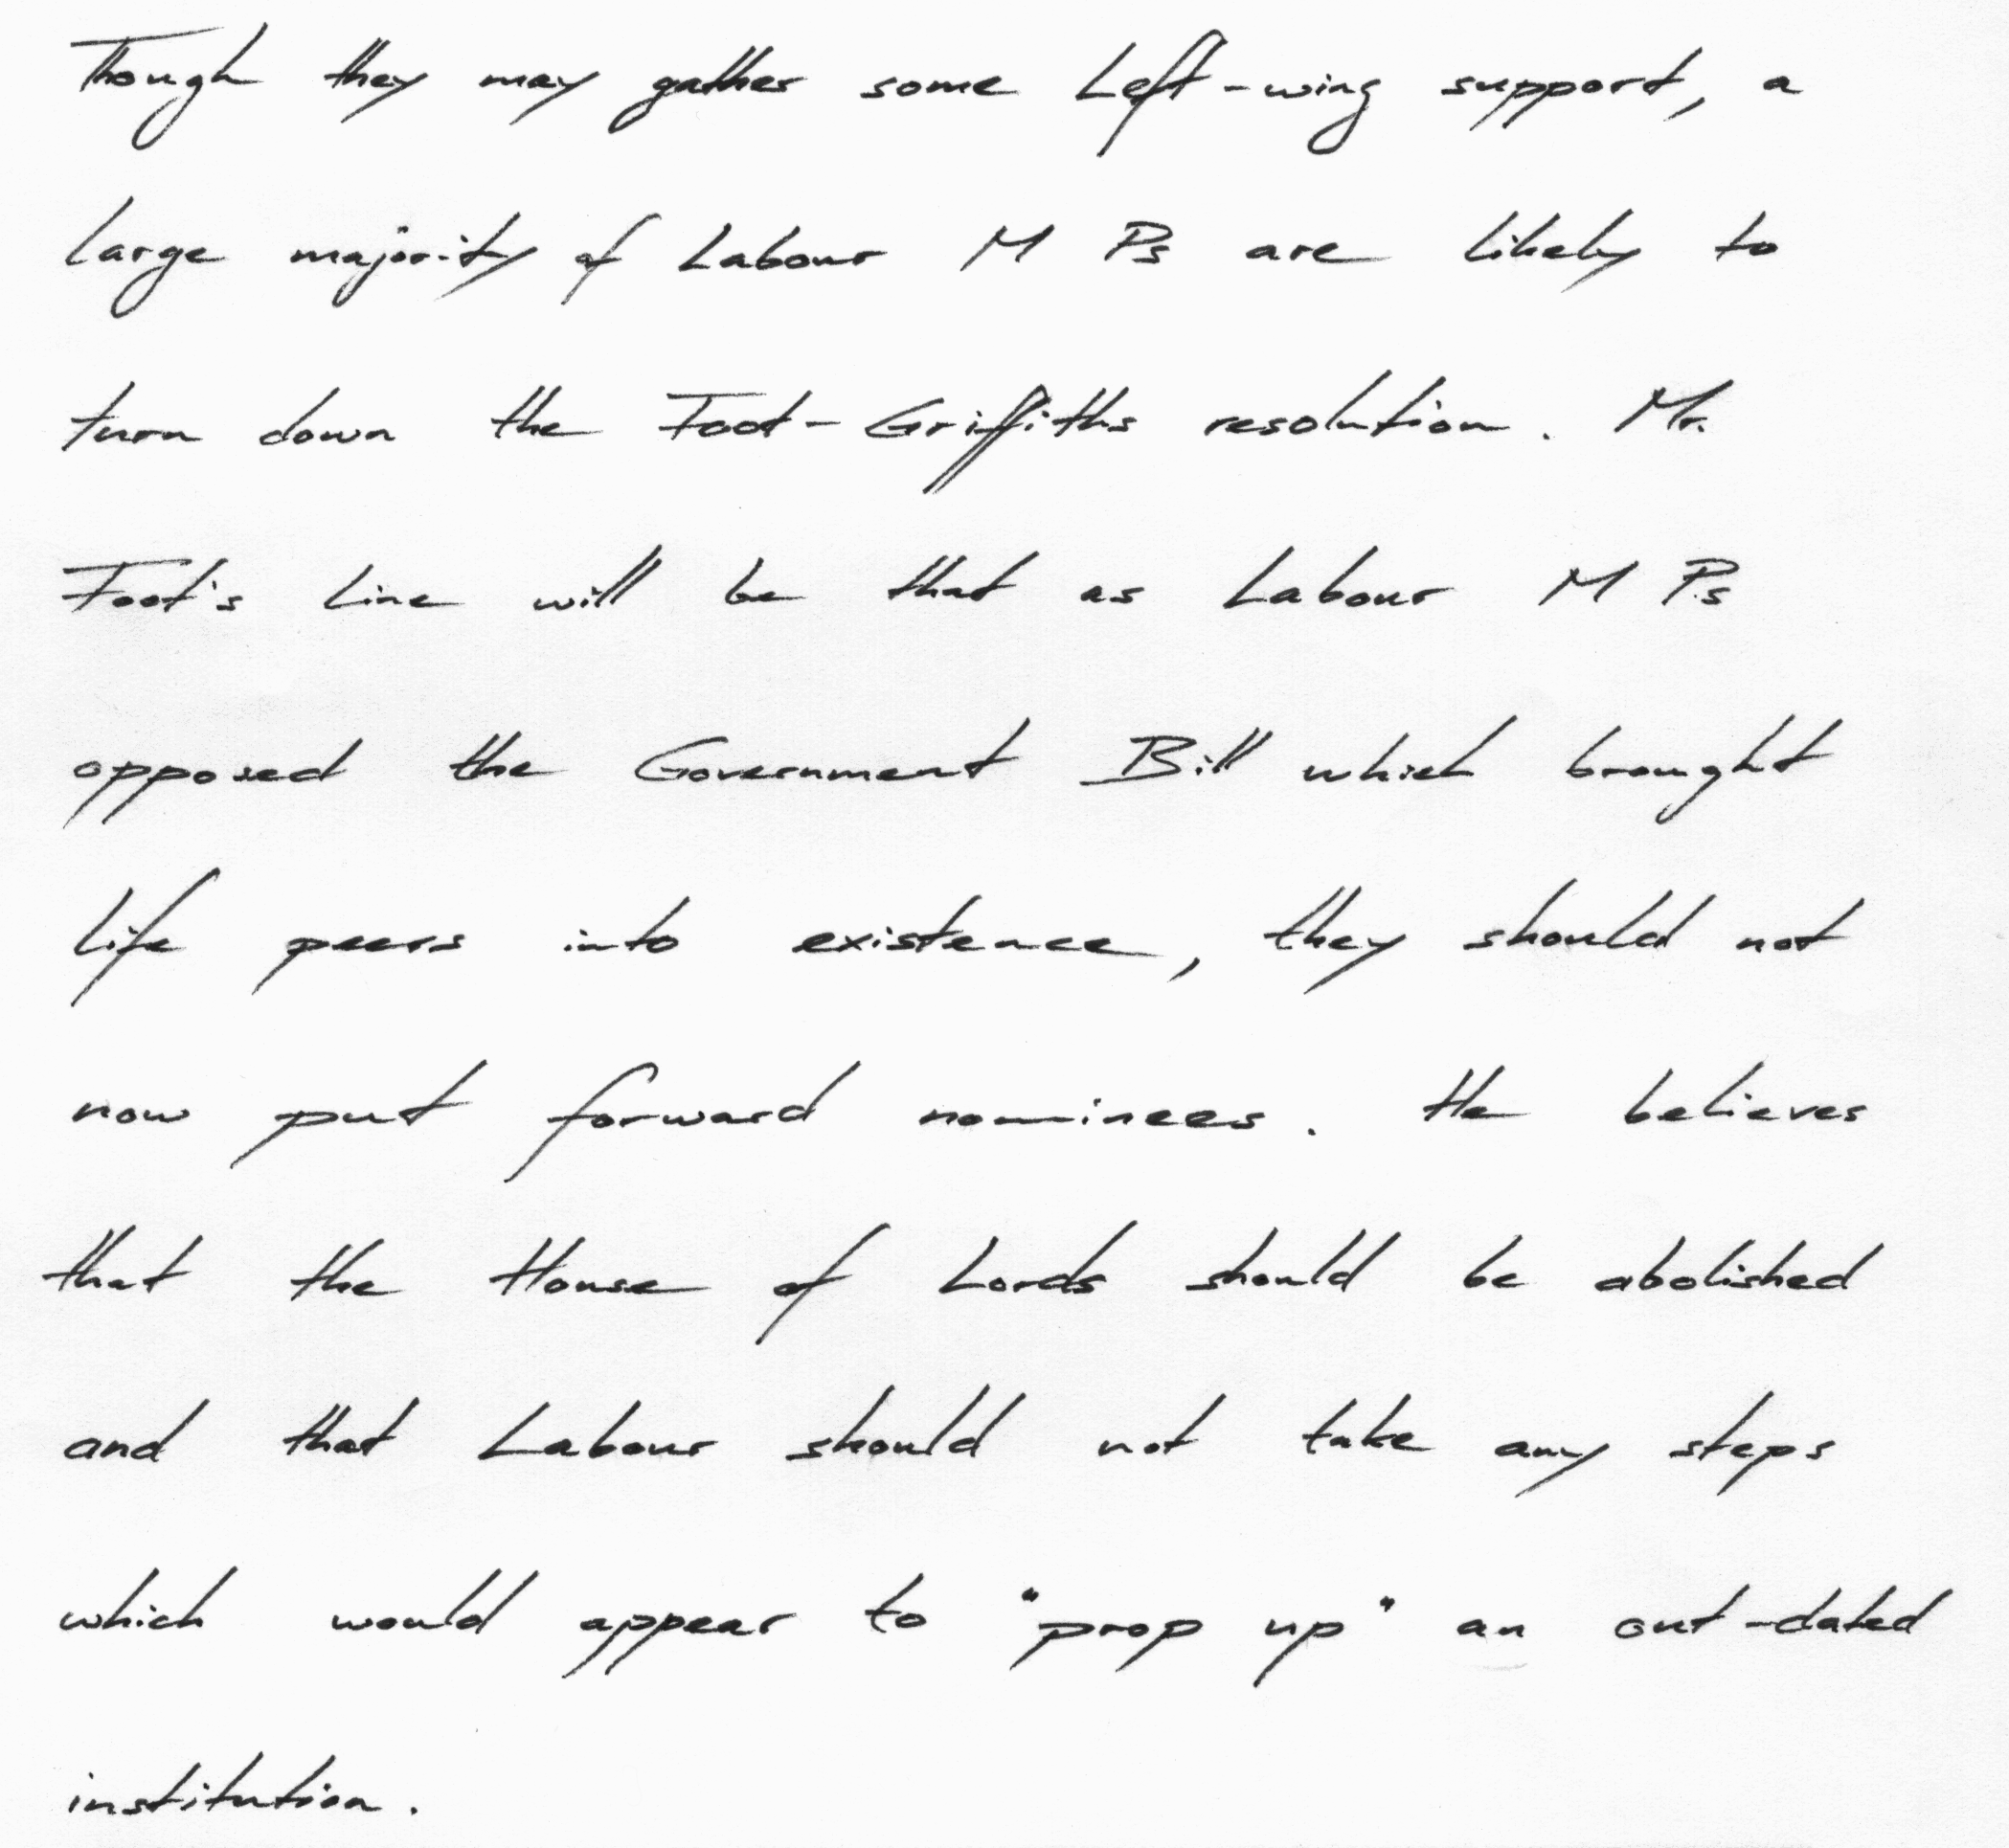 Though they may gather some Left-wing support, a
large majority of Labour M Ps are likely to
turn down the Foot-Griffiths resolution. Mr.
Foot's line will be that as Labour M Ps
opposed the Government Bill which brought
life peers into existence, they should not
now put forward nominees. He believes
that the House of Lords should be abolished
and that Labour should not take any steps
which would appear to "prop up" an out-dated
institution.